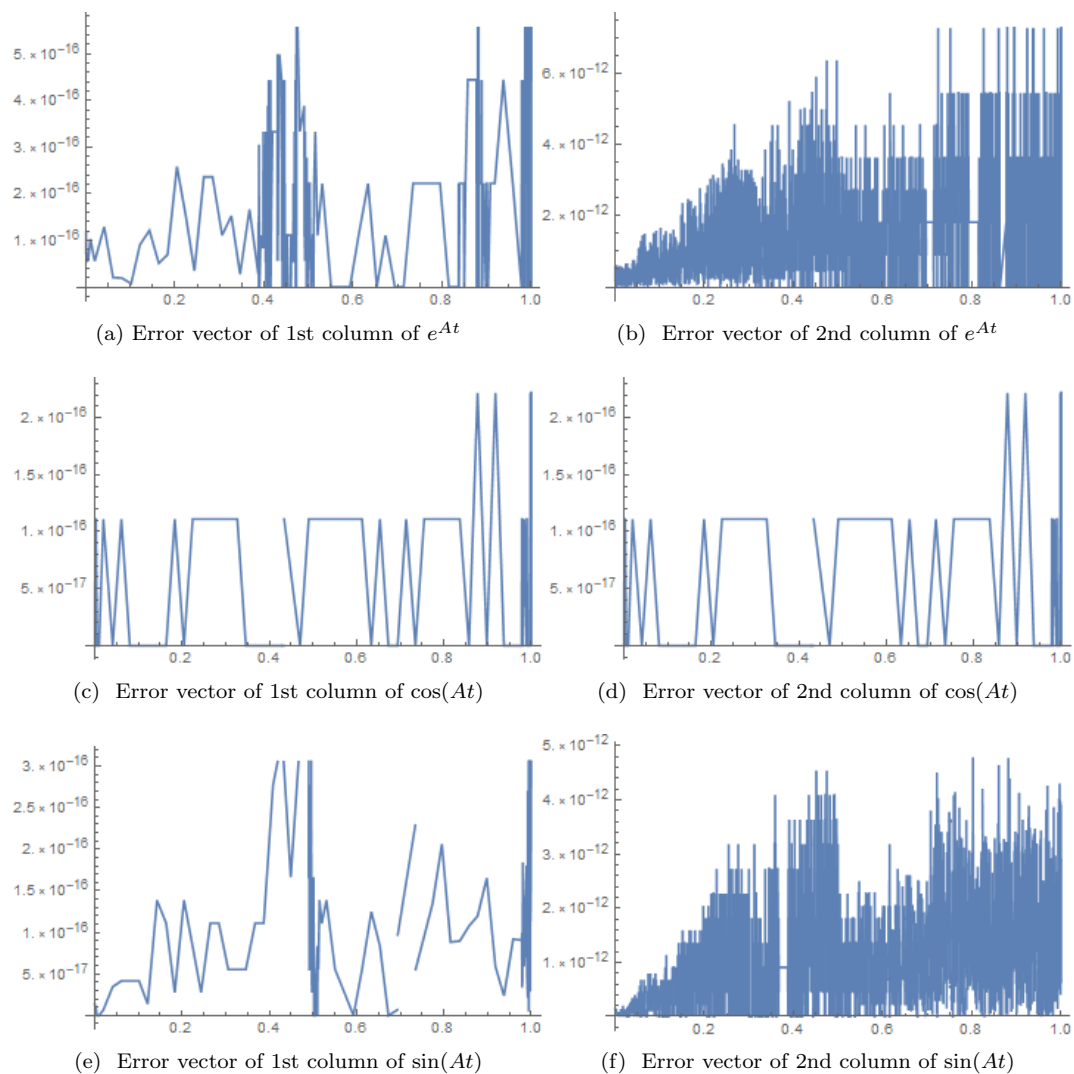 5. × 10⁻¹⁶
4. × 10⁻¹⁶
3. × 10⁻¹⁶
2. × 10⁻¹⁶
1. × 10⁻¹⁶
0.2 0.4 0.6 0.8 1.0
(a) Error vector of 1st column of e^{At}
6. × 10⁻¹²
4. × 10⁻¹²
2. × 10⁻¹²
0.2 0.4 0.6 0.8 1.0
(b) Error vector of 2nd column of e^{At}
2. × 10⁻¹⁶
1.5 × 10⁻¹⁶
1. × 10⁻¹⁶
5. × 10⁻¹⁷
0.2 0.4 0.6 0.8 1.0
(c) Error vector of 1st column of cos(At)
2. × 10⁻¹⁶
1.5 × 10⁻¹⁶
1. × 10⁻¹⁶
5. × 10⁻¹⁷
0.2 0.4 0.6 0.8 1.0
(d) Error vector of 2nd column of cos(At)
3. × 10⁻¹⁶
2.5 × 10⁻¹⁶
2. × 10⁻¹⁶
1.5 × 10⁻¹⁶
1. × 10⁻¹⁶
5. × 10⁻¹⁷
0.2 0.4 0.6 0.8 1.0
(e) Error vector of 1st column of sin(At)
5. × 10⁻¹²
4. × 10⁻¹²
3. × 10⁻¹²
2. × 10⁻¹²
1. × 10⁻¹²
0.2 0.4 0.6 0.8 1.0
(f) Error vector of 2nd column of sin(At)